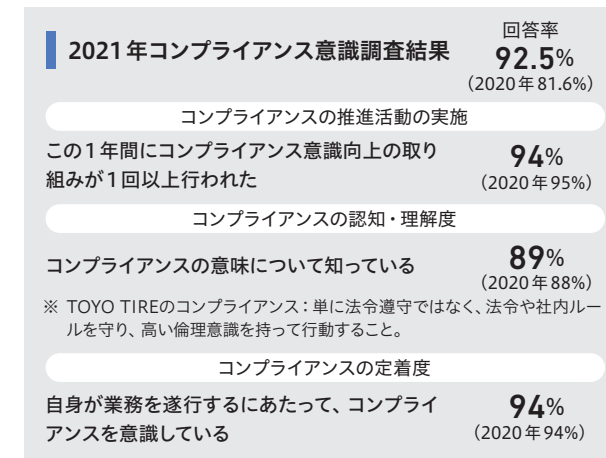 2021年コンプライアンス意識調査結果
回答率
92.5%
（2020年81.6%）
コンプライアンスの推進活動の実施
この1年間にコンプライアンス意識向上の取り
組みが1回以上行われた
94%
（2020年95%）
コンプライアンスの認知・理解度
コンプライアンスの意味について知っている
89%
（2020年88%）
※ TOYO TIREのコンプライアンス：単に法令遵守ではなく、法令や社内ルー
ルを守り、高い倫理意識を持って行動すること。
コンプライアンスの定着度
自身が業務を遂行するにあたって、コンプライ
アンスを意識している
94%
（2020年94%）